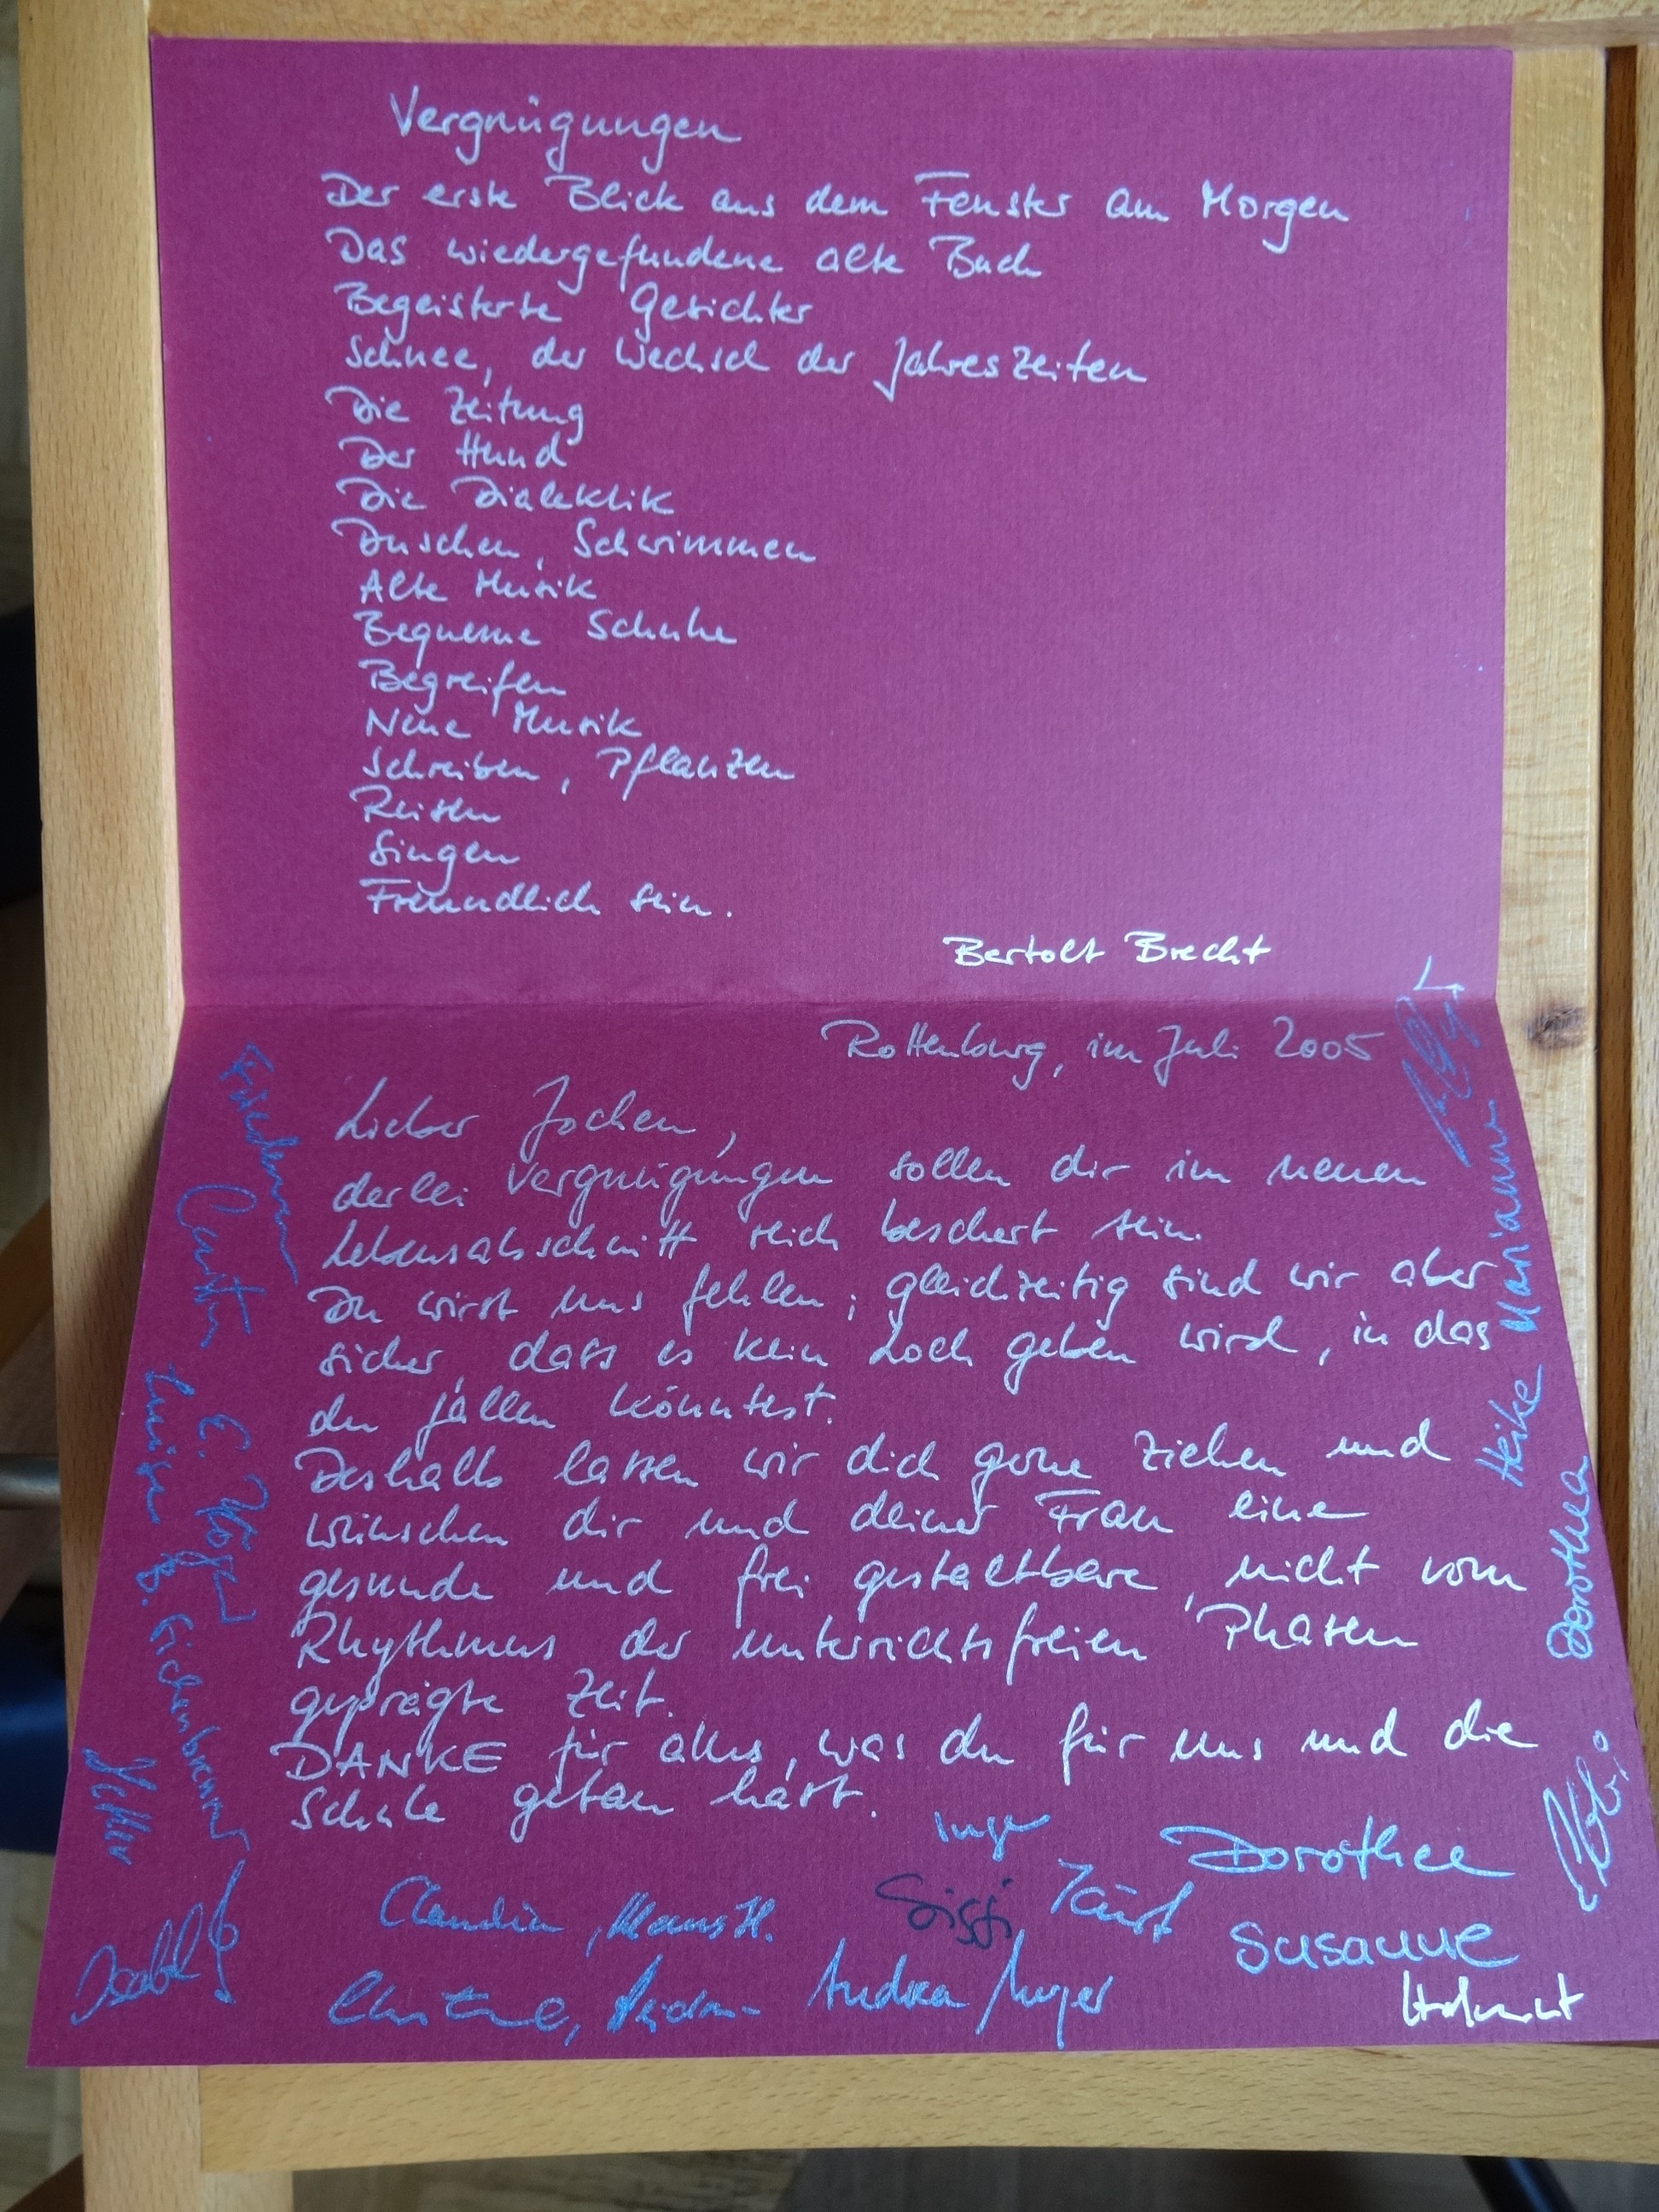 Vergnügungen
Der erste Blick aus dem Fenster am Morgen
Das wiedergefundene alte Buch
Begeisterte Gesichter
Schnee, der Wechsel der Jahreszeiten
Die Zeitung
Der Hund
Die Dialektik
Duschen, Schwimmen
Alte Musik
Bequeme Schuhe
Begreifen
Neue Musik
Schreiben, Pflanzen
Reisen
Singen
Freundlich sein.
Bertolt Brecht
Rottenburg, im Juli 2005
Lieber Jochen,
derlei Vergnügungen sollen dir im neuen
Lebensabschnitt reich beschert sein.
Du wirst uns fehlen; gleichzeitig sind wir aber
sicher dass es kein Loch geben wird, in das
du fallen könntest.
Deshalb lassen wir dich gerne ziehen und
wünschen dir und deiner Frau eine
gesunde und frei gestaltbare, nicht vom
Rhythmus der unterrichtsfreien Phasen
geprägte Zeit.
DANKE für alles, was du für uns und die
Schule getan hast.
Inge
Dorothee
Claudia, Klaus H.
Sissi
Kurt
Susanne
Andrea
Helmut
Marianne
Heike
Dorothea